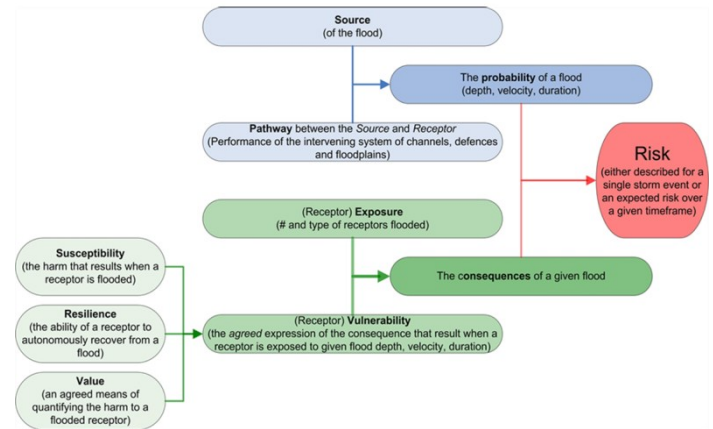 Source
(of the flood)
The probability of a flood
(depth, velocity, duration)
Pathway between the Source and Receptor
(Performance of the intervening system of channels, defences
and floodplains)
Risk
(either described for a
single storm event or
an expected risk over
a given timeframe)
(Receptor) Exposure
(# and type of receptors flooded)
Susceptibility
(the harm that results when a
receptor is flooded)
The consequences of a given flood
Resilience
(the ability of a receptor to
autonomously recover from a
flood)
(Receptor) Vulnerability
(the agreed expression of the consequence that result when a
receptor is exposed to given flood depth, velocity, duration)
Value
(an agreed means of
quantifying the harm to a
flooded receptor)